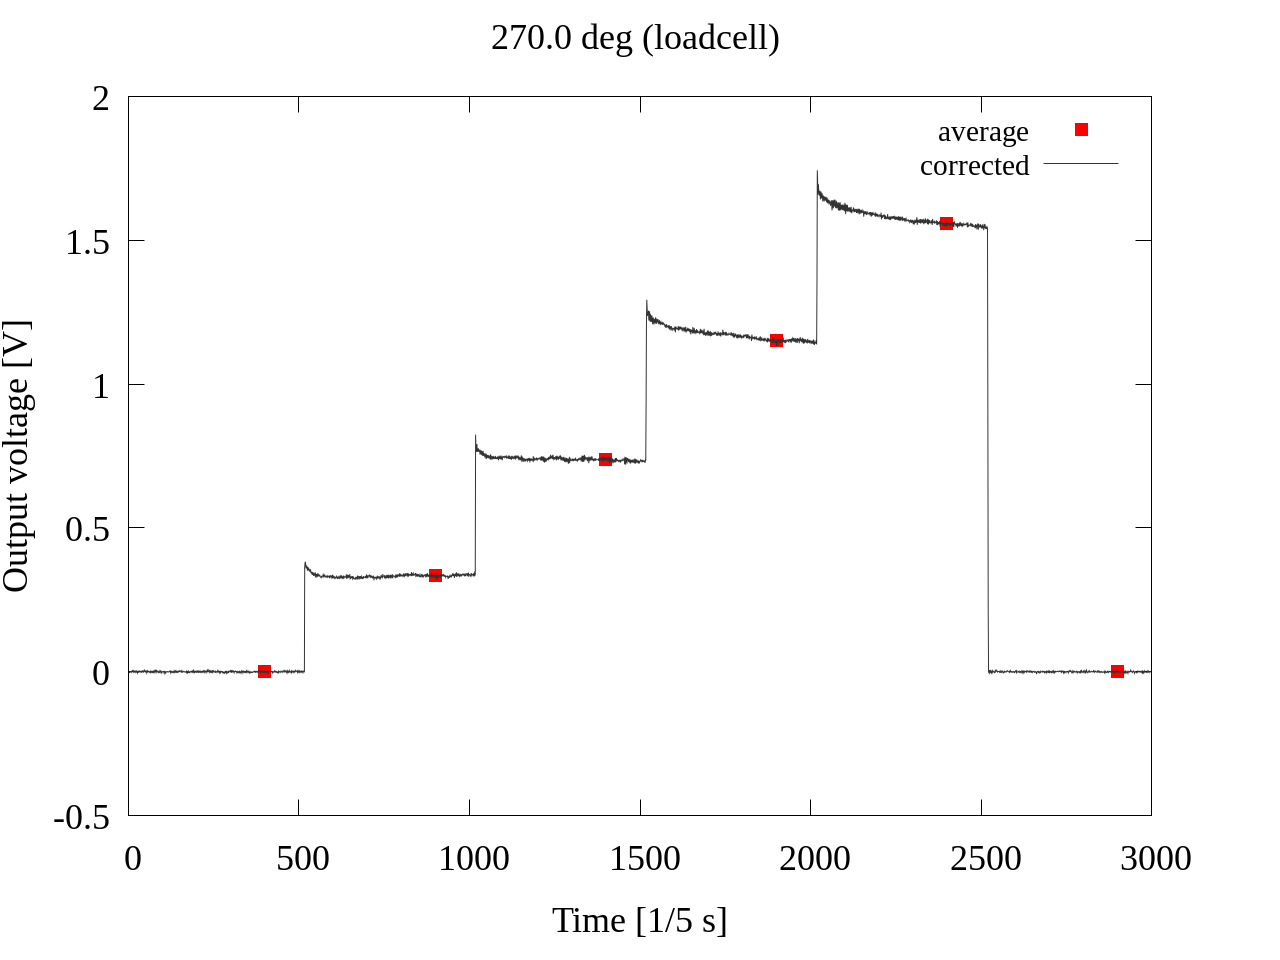 270.0 deg (loadcell)
2
average
corrected
1.5
1
0.5
0
-0.5
Output voltage [V]
0 500 1000 1500 2000 2500 3000
Time [1/5 s]